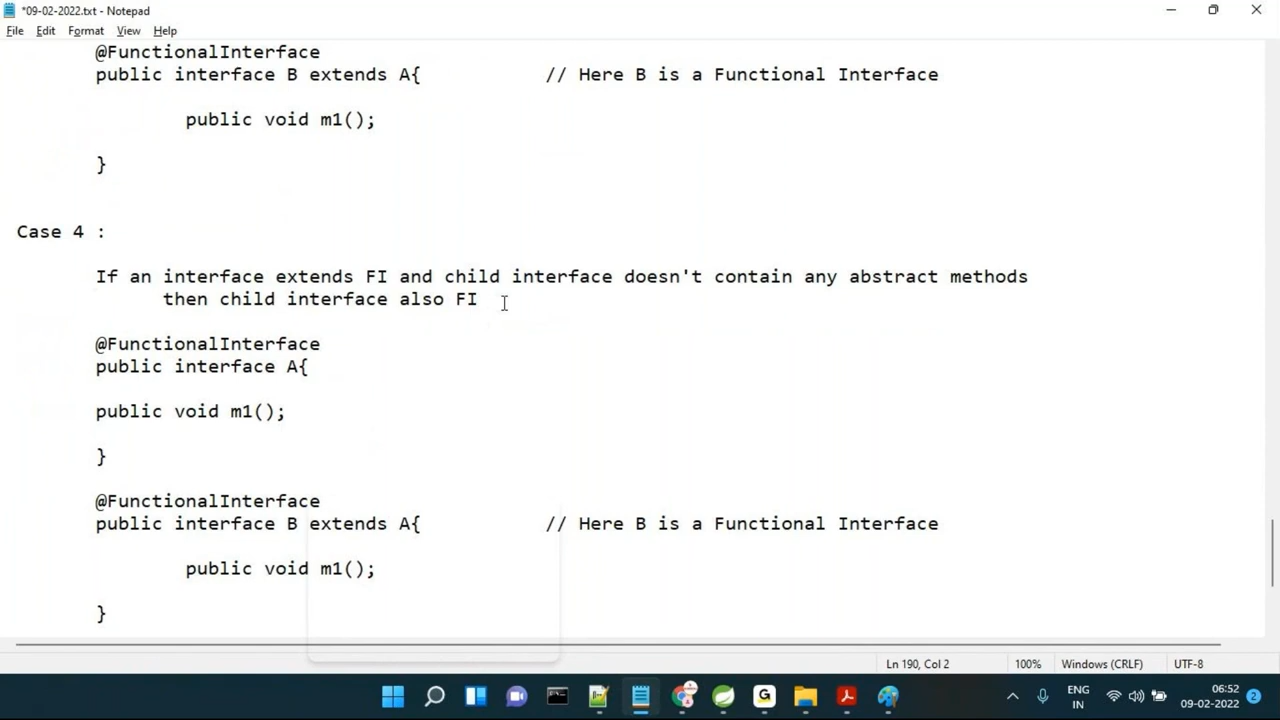 *09-02-2022.txt - Notepad
File Edit Format View Help
@FunctionalInterface
public interface B extends A{ // Here B is a Functional Interface
public void m1();
}
Case 4 :
If an interface extends FI and child interface doesn't contain any abstract methods
then child interface also FI
@FunctionalInterface
public interface A{
public void m1();
}
@FunctionalInterface
public interface B extends A{ // Here B is a Functional Interface
public void m1();
}
Ln 190, Col 2 100% Windows (CRLF) UTF-8
ENG
IN
06:52
09-02-2022
2